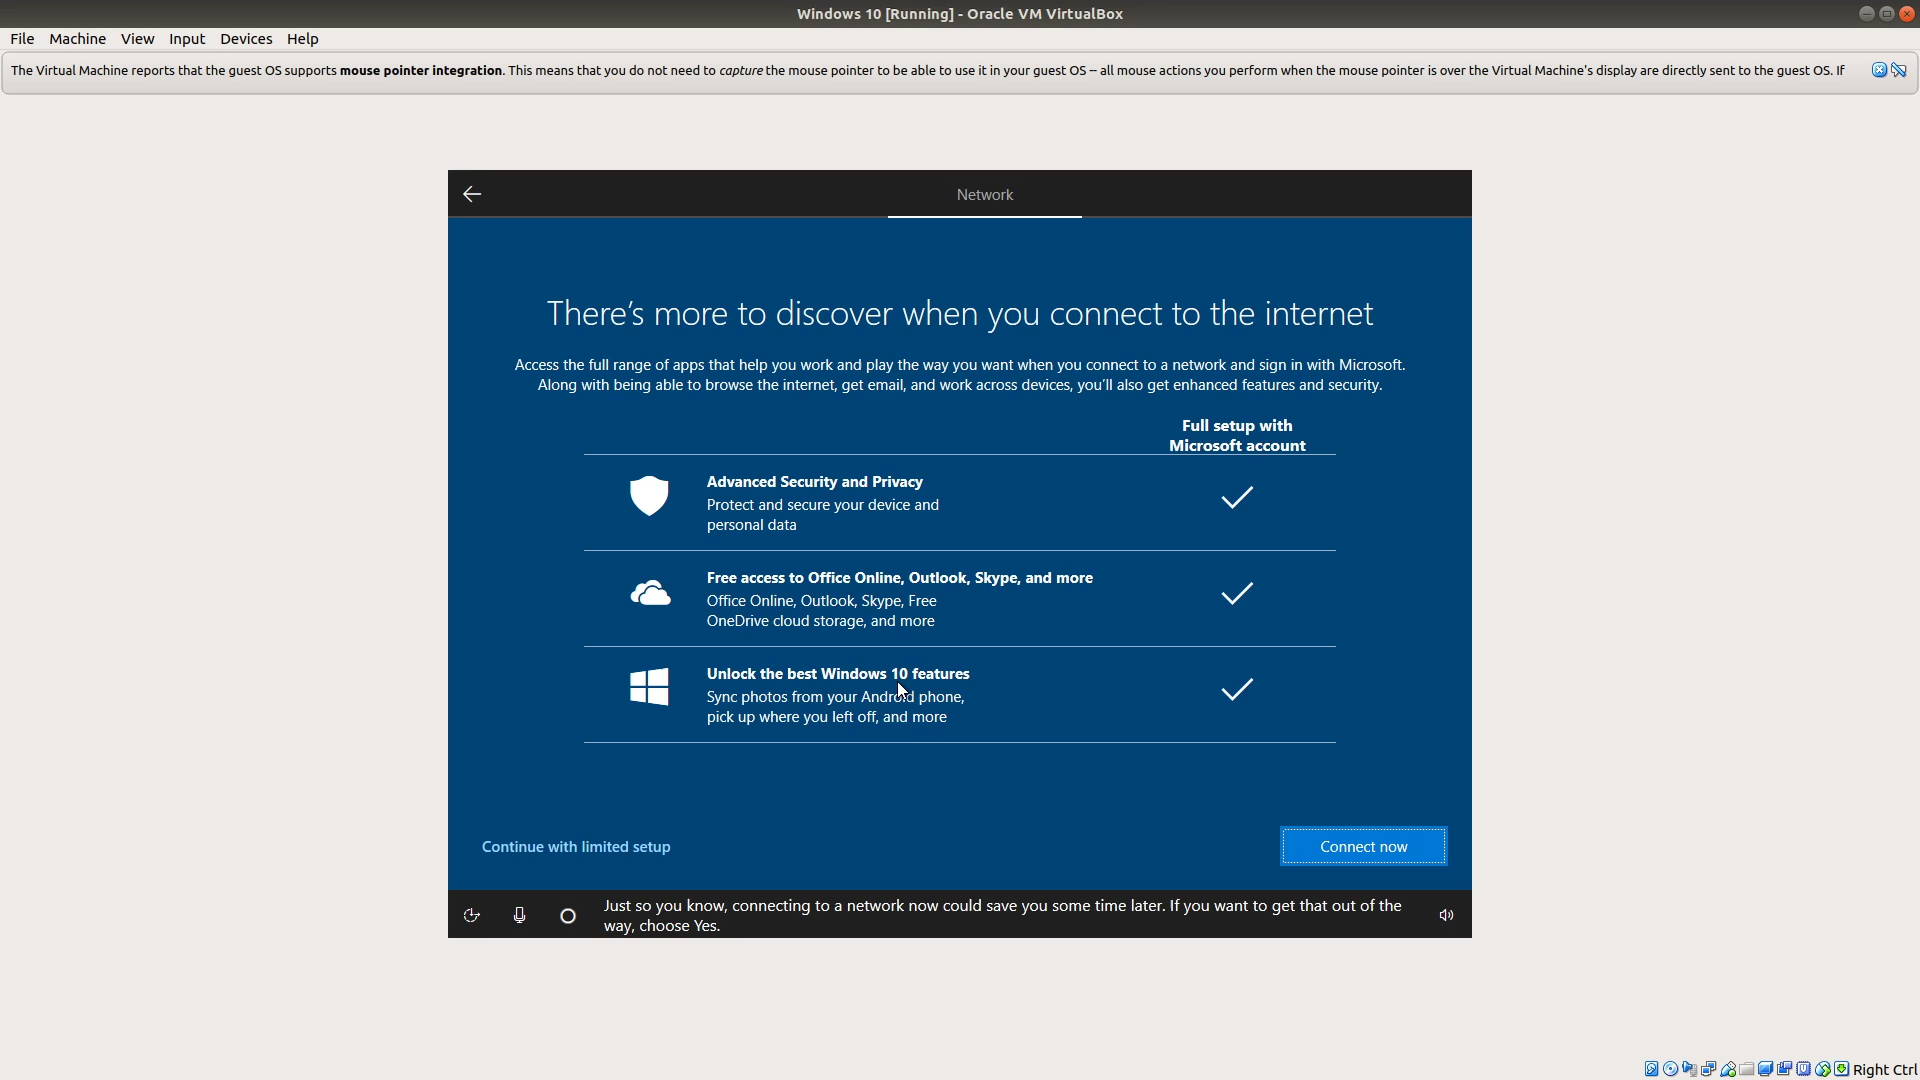 Windows 10 [Running] - Oracle VM VirtualBox
File Machine View Input Devices Help
The Virtual Machine reports that the guest OS supports mouse pointer integration. This means that you do not need to capture the mouse pointer to be able to use it in your guest OS -- all mouse actions you perform when the mouse pointer is over the Virtual Machine's display are directly sent to the guest OS. If
Network
There's more to discover when you connect to the internet
Access the full range of apps that help you work and play the way you want when you connect to a network and sign in with Microsoft.
Along with being able to browse the internet, get email, and work across devices, you'll also get enhanced features and security.
Full setup with
Microsoft account
Advanced Security and Privacy
Protect and secure your device and
personal data
Free access to Office Online, Outlook, Skype, and more
Office Online, Outlook, Skype, Free
OneDrive cloud storage, and more
Unlock the best Windows 10 features
Sync photos from your Android phone,
pick up where you left off, and more
Continue with limited setup
Connect now
Just so you know, connecting to a network now could save you some time later. If you want to get that out of the
way, choose Yes.
Right Ctrl